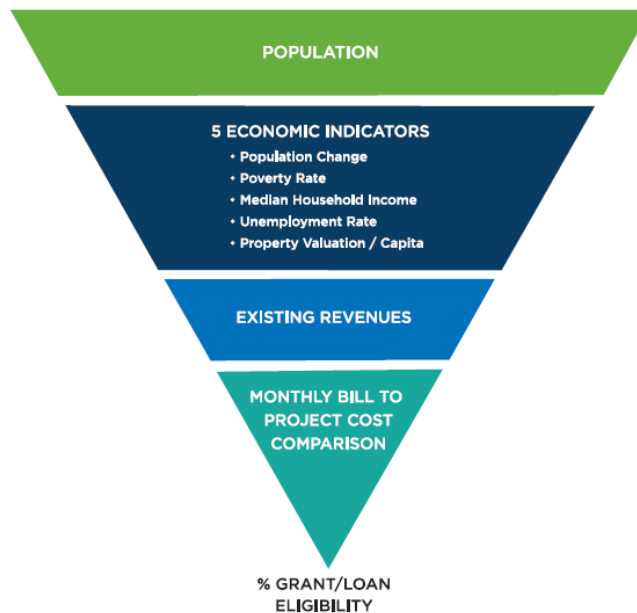 POPULATION
5 ECONOMIC INDICATORS
• Population Change
• Poverty Rate
• Median Household Income
• Unemployment Rate
• Property Valuation / Capita
EXISTING REVENUES
MONTHLY BILL TO
PROJECT COST
COMPARISON
% GRANT/LOAN
ELIGIBILITY